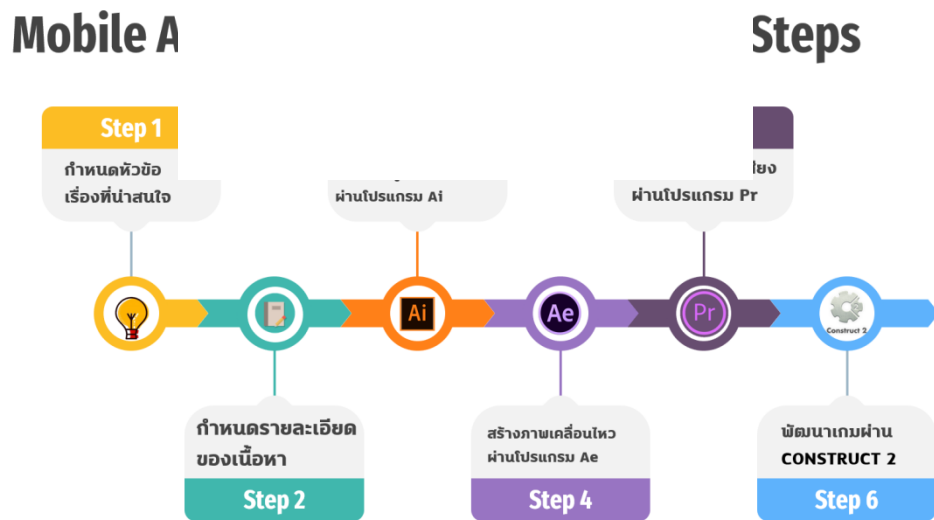 Mobile A
Steps
Step 1
กำหนดหัวข้อ
เรื่องที่น่าสนใจ
ผ่านโปรแกรม Ai
ผ่านโปรแกรม Pr
Ai
Ae
Pr
Construct 2
กำหนดรายละเอียด
ของเนื้อหา
Step 2
สร้างภาพเคลื่อนไหว
ผ่านโปรแกรม Ae
Step 4
พัฒนาเกมผ่าน
CONSTRUCT 2
Step 6